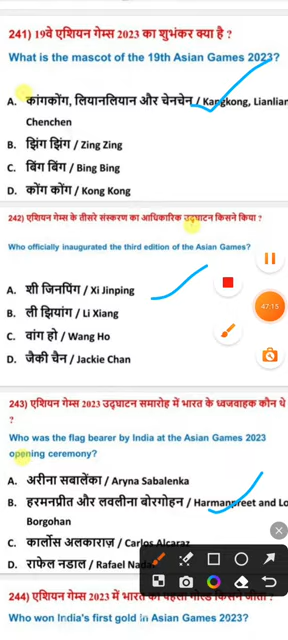 241) 19वे एशियन गेम्स 2023 का शुभंकर क्या है ?
What is the mascot of the 19th Asian Games 2023?
A. कांगकोंग, लियानलियान और चेनचेन / Kangkong, Lianlian
Chenchen
B. झिंग झिंग / Zing Zing
C. बिंग बिंग / Bing Bing
D. कोंग कोंग / Kong Kong
242) एशियन गेम्स के तीसरे संस्करण का आधिकारिक उद्घाटन किसने किया ?
Who officially inaugurated the third edition of the Asian Games?
A. शी जिनपिंग / Xi Jinping
B. ली झियांग / Li Xiang
C. वांग हो / Wang Ho
D. जैकी चैन / Jackie Chan
47:15
243) एशियन गेम्स 2023 उद्घाटन समारोह में भारत के ध्वजवाहक कौन थे
?
Who was the flag bearer by India at the Asian Games 2023
opening ceremony?
A. अरीना सबालेंका / Aryna Sabalenka
B. हरमनप्रीत और लवलीना बोरगोहन / Harmanpreet and Lo
Borgohan
C. कार्लोस अलकाराज़ / Carlos Alcaraz
D. राफेल नडाल / Rafael Nadal
244) एशियन गेम्स 2023 में भारत का पहला गोल्ड किसने जीता ?
Who won India's first gold in Asian Games 2023?